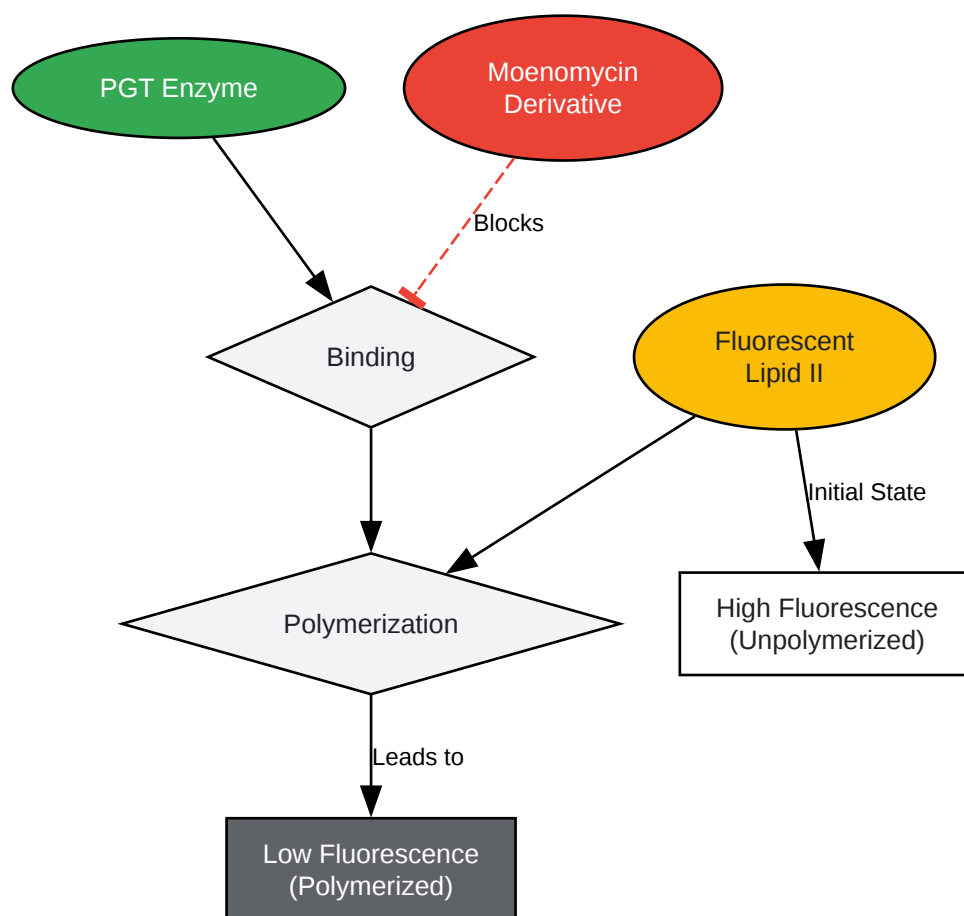 PGT Enzyme
Moenomycin
Derivative
Blocks
Binding
Fluorescent
Lipid II
Initial State
Polymerization
High Fluorescence
(Unpolymerized)
Leads to
Low Fluorescence
(Polymerized)